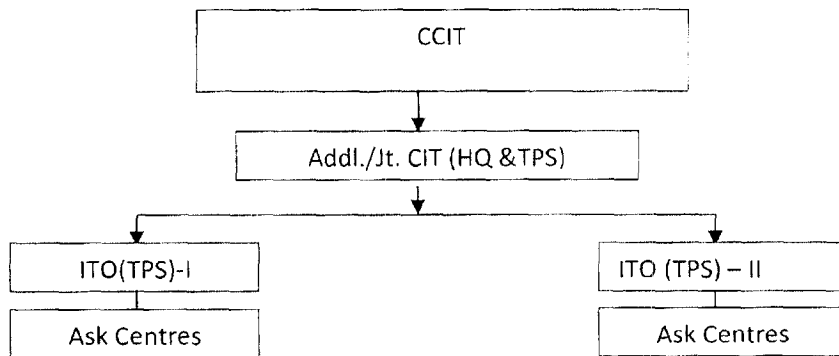 CCIT
Addl./Jt. CIT (HQ &TPS)
ITO(TPS)-I
ITO (TPS) – II
Ask Centres
Ask Centres